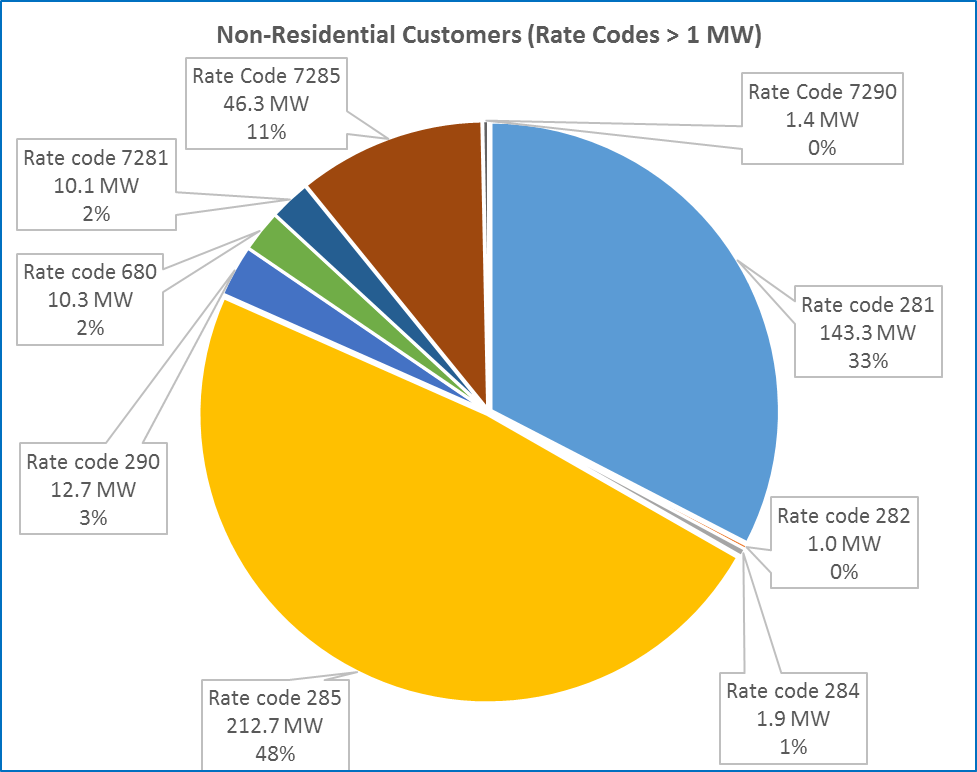 Non-Residential Customers (Rate Codes > 1 MW)
Rate Code 7285
46.3 MW
11%
Rate Code 7290
1.4 MW
0%
Rate code 7281
10.1 MW
2%
Rate code 680
10.3 MW
2%
Rate code 281
143.3 MW
33%
Rate code 290
12.7 MW
3%
Rate code 282
1.0 MW
0%
Rate code 285
212.7 MW
48%
Rate code 284
1.9 MW
1%